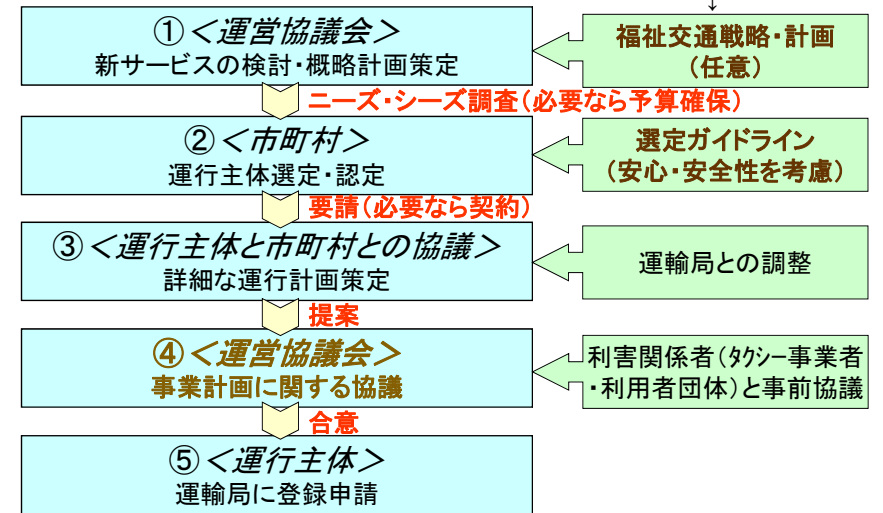 ↓
①＜運営協議会＞
新サービスの検討・概略計画策定
福祉交通戦略・計画
（任意）
ニーズ・シーズ調査（必要なら予算確保）
②＜市町村＞
運行主体選定・認定
選定ガイドライン
（安心・安全性を考慮）
要請（必要なら契約）
③＜運行主体と市町村との協議＞
詳細な運行計画策定
運輸局との調整
提案
④＜運営協議会＞
事業計画に関する協議
利害関係者（ﾀｸｼｰ事業者
・利用者団体）と事前協議
合意
⑤＜運行主体＞
運輸局に登録申請